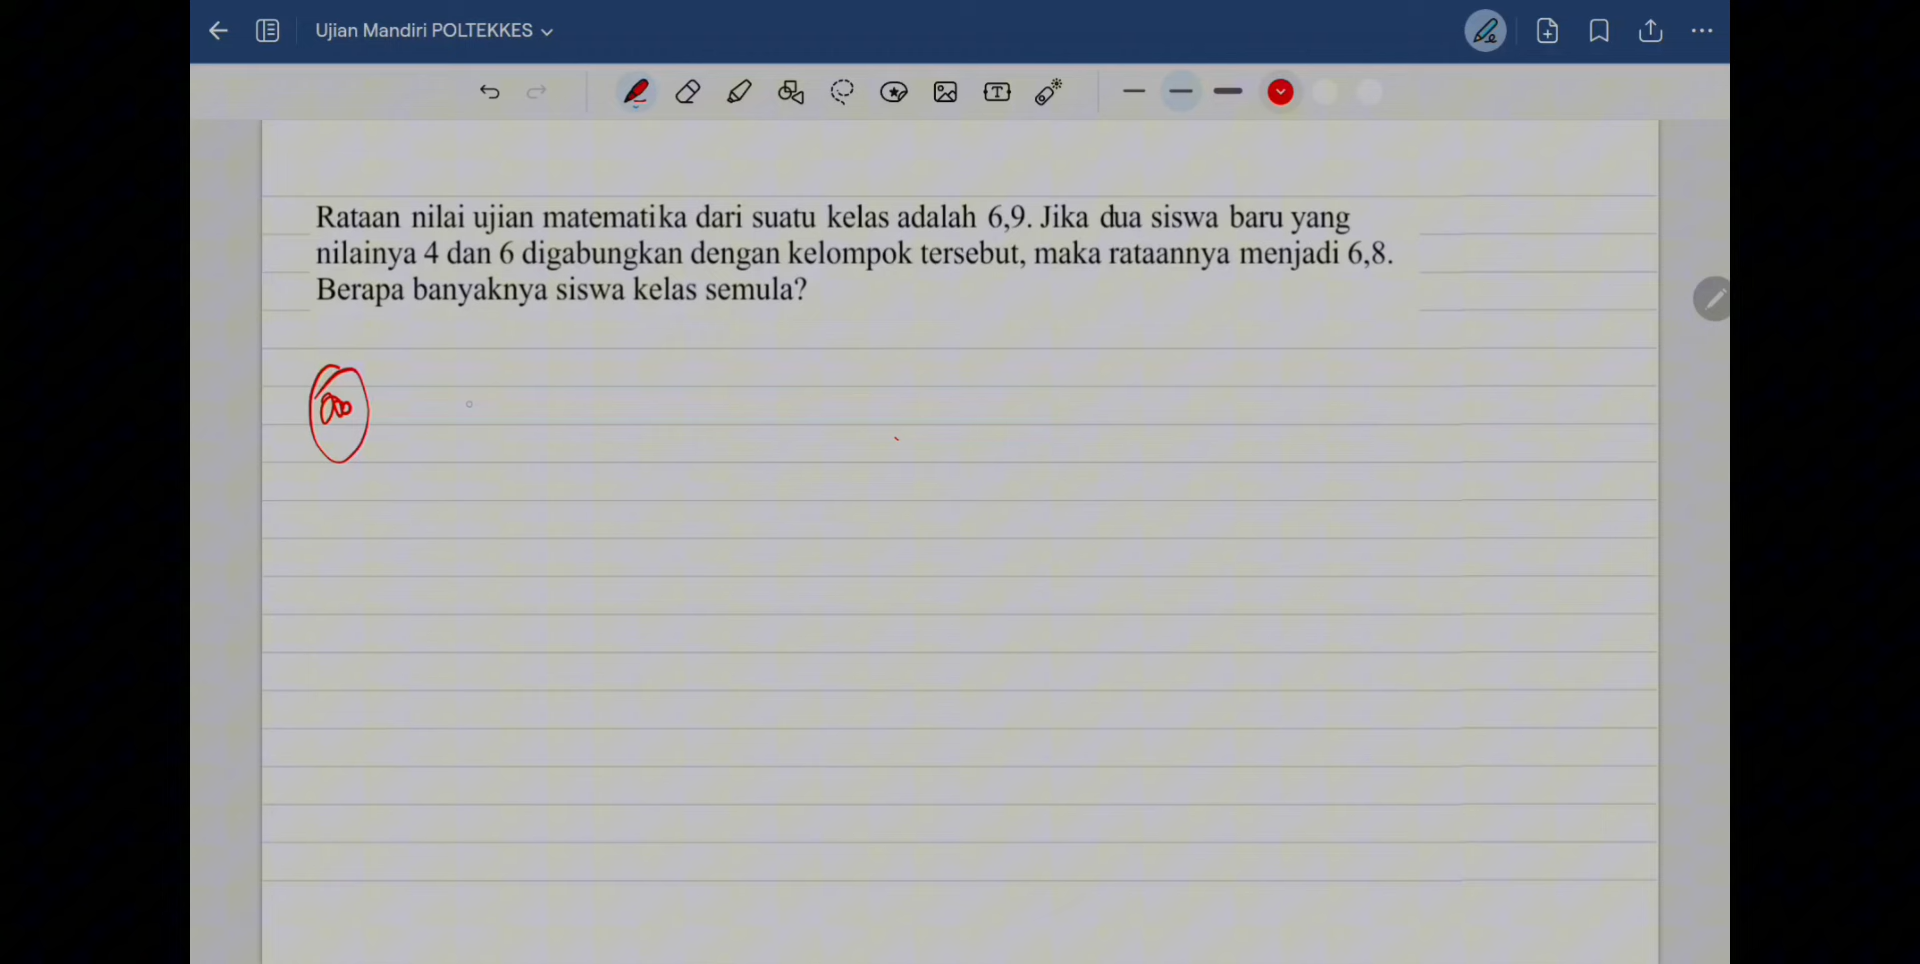 Ujian Mandiri POLTEKKES
Rataan nilai ujian matematika dari suatu kelas adalah 6,9. Jika dua siswa baru yang
nilainya 4 dan 6 digabungkan dengan kelompok tersebut, maka rataannya menjadi 6,8.
Berapa banyaknya siswa kelas semula?